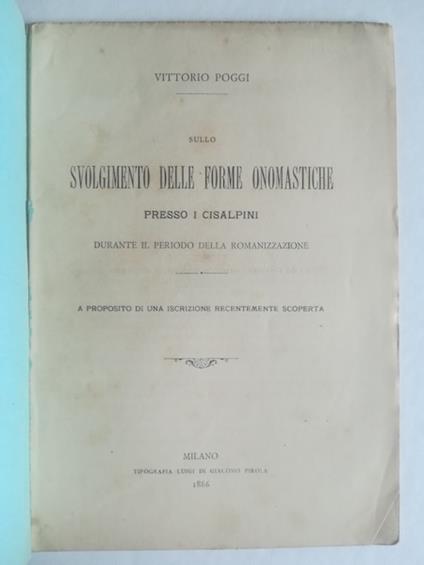 VITTORIO POGGI
SULLO
SVOLGIMENTO DELLE FORME ONOMASTICHE
PRESSO I CISALPINI
DURANTE IL PERIODO DELLA ROMANIZZAZIONE
A PROPOSITO DI UNA ISCRIZIONE RECENTEMENTE SCOPERTA
MILANO
TIPOGRAFIA LUIGI DI GIACOMO PIROLA
1886